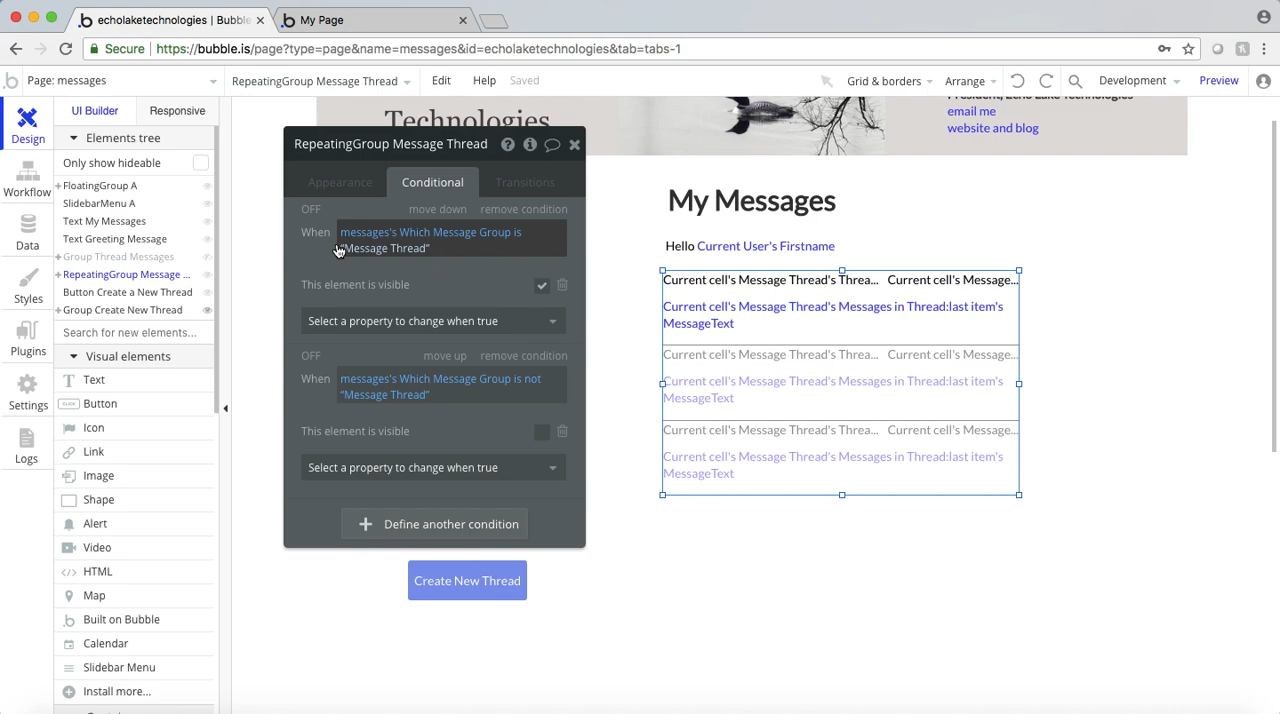 echolaketechnologies | Bubble
My Page
Secure | https://bubble.is/page?type=page&name=messages&id=echolaketechnologies&tab=tabs-1
Page: messages
RepeatingGroup Message Thread
Edit
Help
Saved
Grid & borders
Arrange
Development
Preview
Design
Workflow
Data
Styles
Plugins
Settings
Logs
UI Builder
Responsive
Elements tree
Only show hideable
FloatingGroup A
SlidebarMenu A
Text My Messages
Text Greeting Message
Group Thread Messages
RepeatingGroup Message ...
Button Create a New Thread
Group Create New Thread
Search for new elements...
Visual elements
Text
Button
Icon
Link
Image
Shape
Alert
Video
</> HTML
Map
Built on Bubble
Calendar
Slidebar Menu
Install more...
RepeatingGroup Message Thread
Appearance
Conditional
Transitions
OFF
move down
remove condition
When
messages's Which Message Group is
"Message Thread"
This element is visible
Select a property to change when true
OFF
move up
remove condition
When
messages's Which Message Group is not
"Message Thread"
This element is visible
Select a property to change when true
+ Define another condition
Create New Thread
Technologies
President, Echo Lake Technologies
email me
website and blog
My Messages
Hello Current User's Firstname
Current cell's Message Thread's Threa... Current cell's Message...
Current cell's Message Thread's Messages in Thread:last item's
MessageText
Current cell's Message Thread's Threa... Current cell's Message...
Current cell's Message Thread's Messages in Thread:last item's
MessageText
Current cell's Message Thread's Threa... Current cell's Message...
Current cell's Message Thread's Messages in Thread:last item's
MessageText